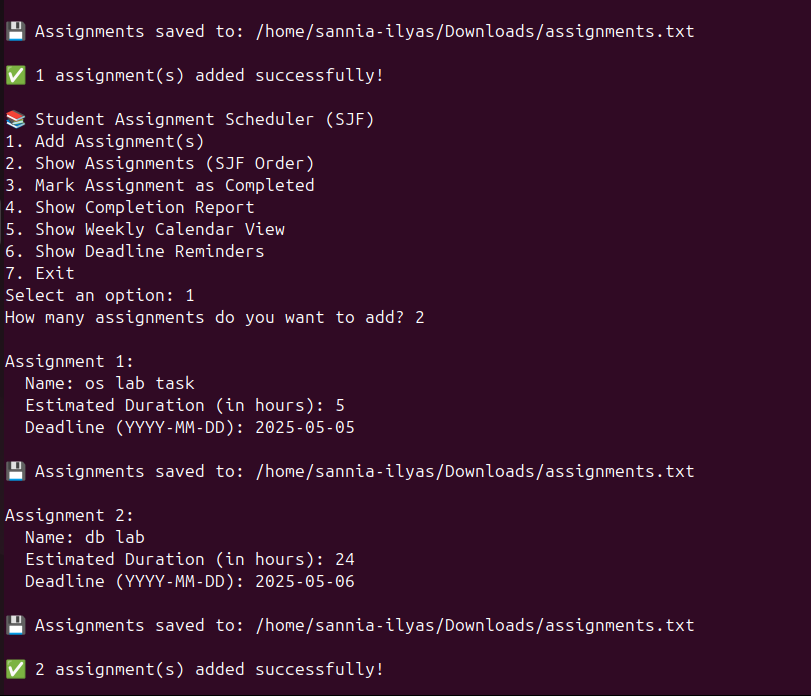 💾 Assignments saved to: /home/sannia-ilyas/Downloads/assignments.txt
✅ 1 assignment(s) added successfully!
📚 Student Assignment Scheduler (SJF)
1. Add Assignment(s)
2. Show Assignments (SJF Order)
3. Mark Assignment as Completed
4. Show Completion Report
5. Show Weekly Calendar View
6. Show Deadline Reminders
7. Exit
Select an option: 1
How many assignments do you want to add? 2
Assignment 1:
Name: os lab task
Estimated Duration (in hours): 5
Deadline (YYYY-MM-DD): 2025-05-05
💾 Assignments saved to: /home/sannia-ilyas/Downloads/assignments.txt
Assignment 2:
Name: db lab
Estimated Duration (in hours): 24
Deadline (YYYY-MM-DD): 2025-05-06
💾 Assignments saved to: /home/sannia-ilyas/Downloads/assignments.txt
✅ 2 assignment(s) added successfully!